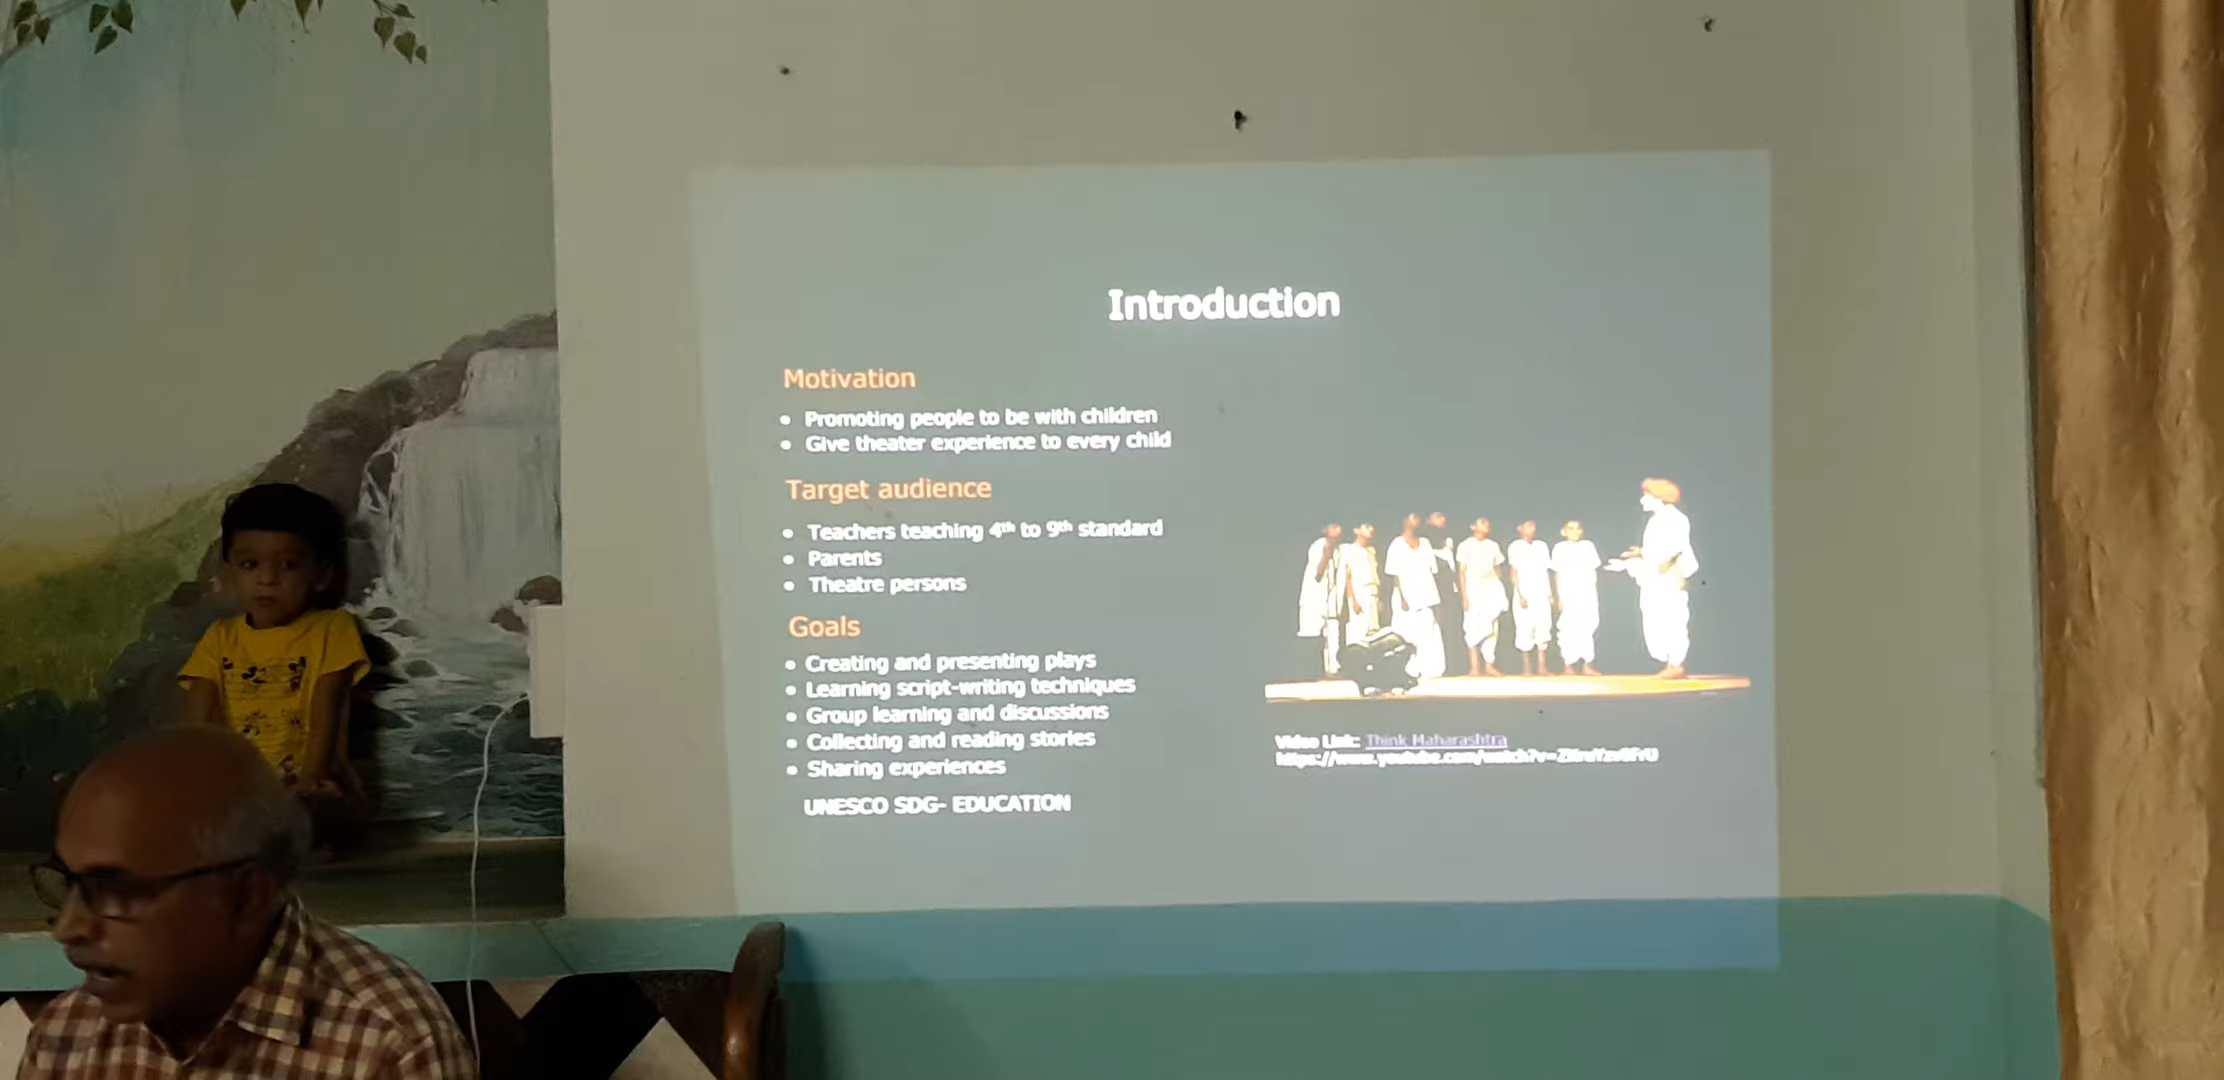 Introduction
Motivation
• Promoting people to be with children
• Give theater experience to every child
Target audience
• Teachers teaching 4th to 9th standard
• Parents
• Theatre persons
Goals
• Creating and presenting plays
• Learning script-writing techniques
• Group learning and discussions
• Collecting and reading stories
• Sharing experiences
UNESCO SDG- EDUCATION
Video Link: Think Maharashtra